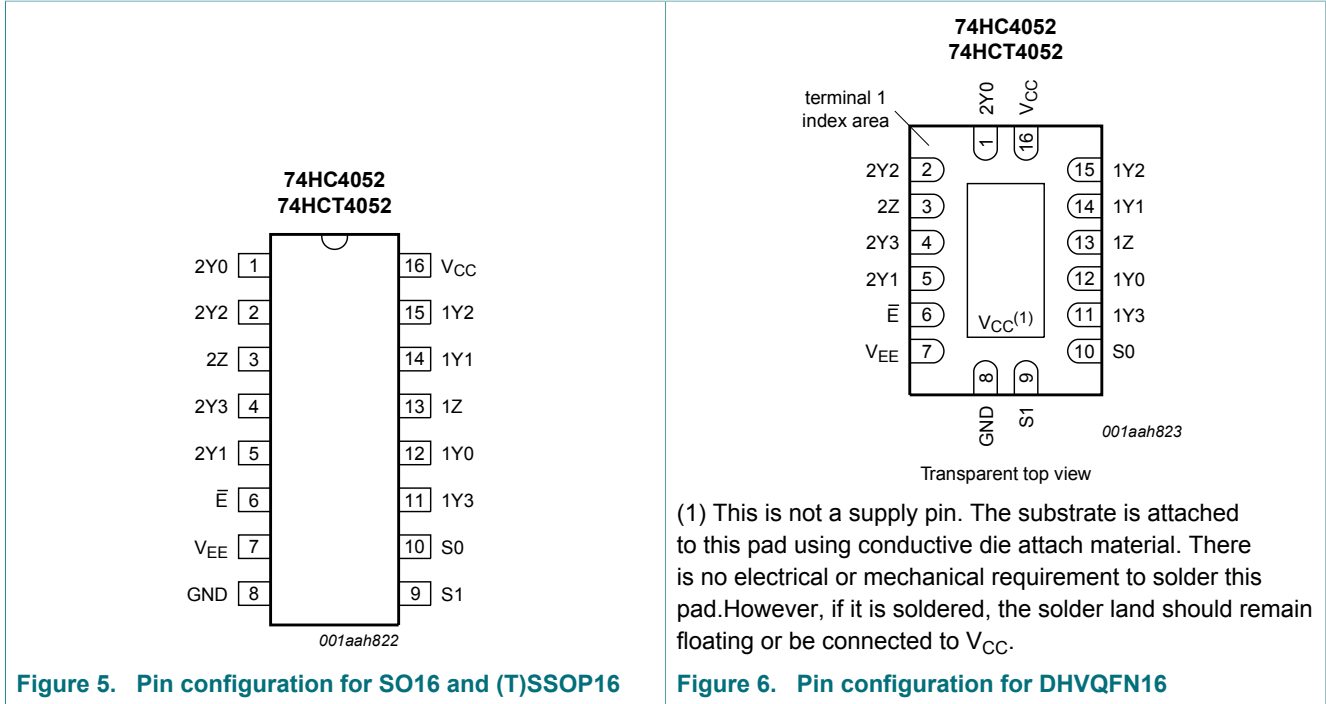 74HC4052
74HCT4052
2Y0 1
16 VCC
2Y2 2
15 1Y2
2Z 3
14 1Y1
2Y3 4
13 1Z
2Y1 5
12 1Y0
E̅ 6
11 1Y3
VEE 7
10 S0
GND 8
9 S1
001aah822
Figure 5. Pin configuration for SO16 and (T)SSOP16
74HC4052
74HCT4052
terminal 1
index area
2Y0
VCC
1
16
2Y2 2
15 1Y2
2Z 3
14 1Y1
2Y3 4
13 1Z
2Y1 5
12 1Y0
E̅ 6
11 1Y3
VCC(1)
VEE 7
10 S0
8
9
GND
S1
001aah823
Transparent top view
(1) This is not a supply pin. The substrate is attached
to this pad using conductive die attach material. There
is no electrical or mechanical requirement to solder this
pad.However, if it is soldered, the solder land should remain
floating or be connected to VCC.
Figure 6. Pin configuration for DHVQFN16